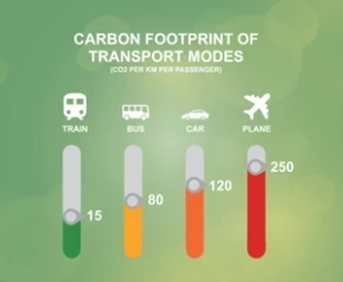 CARBON FOOTPRINT OF
TRANSPORT MODES
(CO2 PER KM PER PASSENGER)
TRAIN BUS CAR PLANE
15 80 120 250